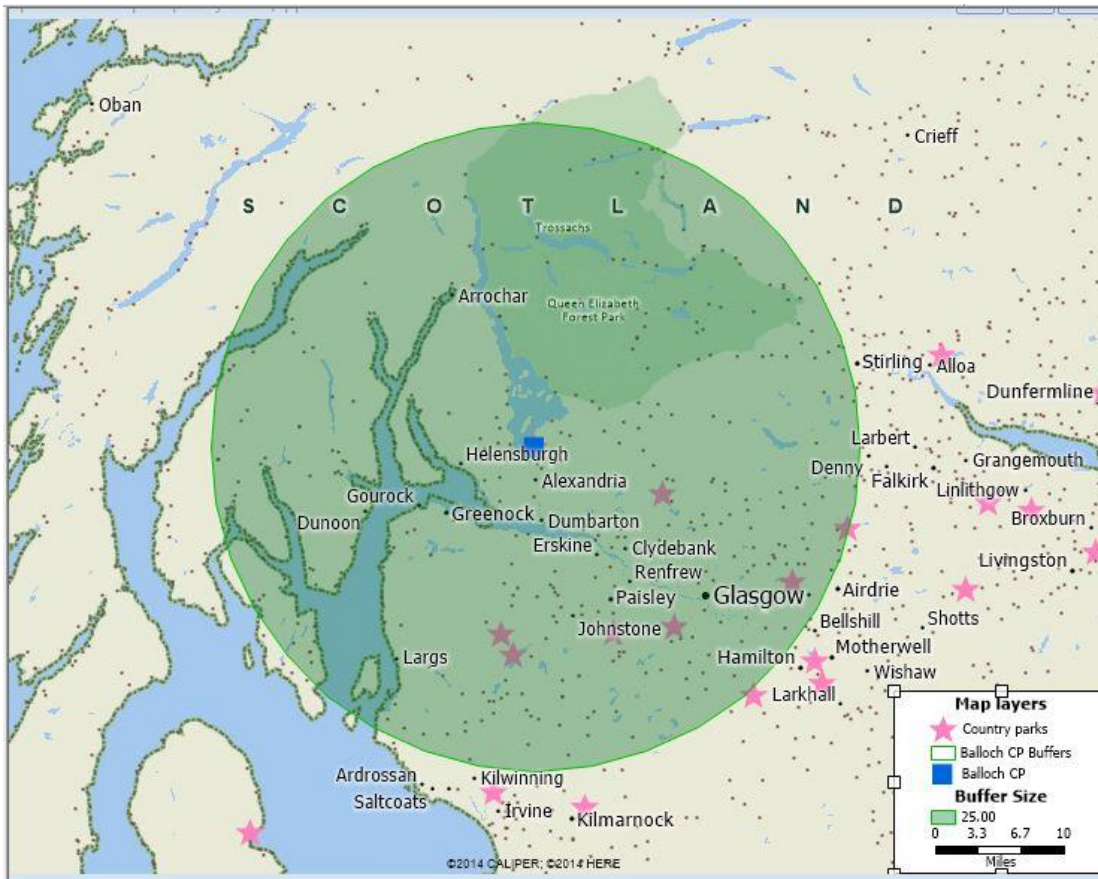 Oban
Crieff
S C O T L A N D
Trossachs
Arrochar
Queen Elizabeth
Forest Park
Stirling
Alloa
Dunfermline
Larbert
Helensburgh
Grangemouth
Denny
Falkirk
Alexandria
Linlithgow
Gourock
Greenock
Dunoon
Dumbarton
Broxburn
Erskine
Clydebank
Livingston
Renfrew
Airdrie
Paisley
Glasgow
Shotts
Johnstone
Bellshill
Motherwell
Largs
Hamilton
Wishaw
Larkhall
Map layers
Country parks
Balloch CP Buffers
Balloch CP
Buffer Size
25.00
0 3.3 6.7 10
Miles
Ardrossan
Kilwinning
Saltcoats
Irvine
Kilmarnock
©2014 CALIPER; ©2014 HERE